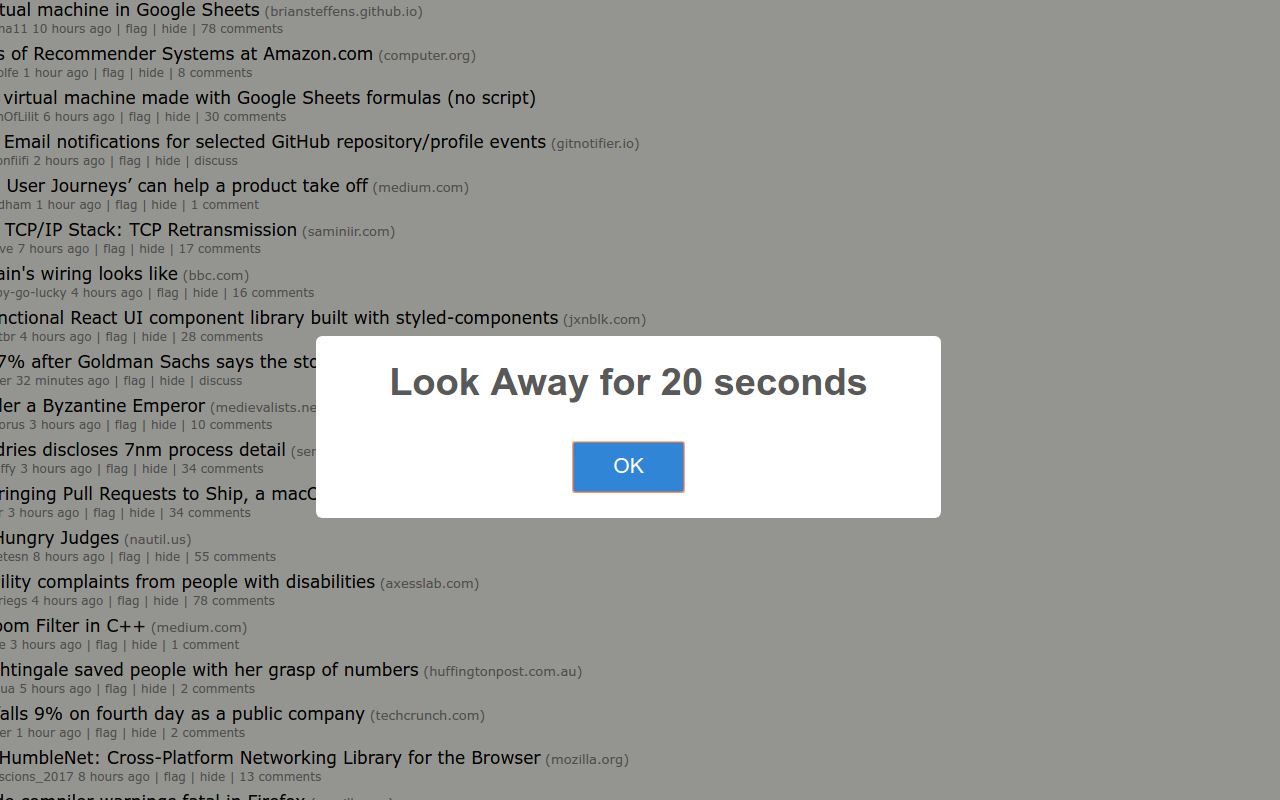 tual machine in Google Sheets (briansteffens.github.io)
na11 10 hours ago | flag | hide | 78 comments
s of Recommender Systems at Amazon.com (computer.org)
olfe 1 hour ago | flag | hide | 8 comments
virtual machine made with Google Sheets formulas (no script)
nOfLilit 6 hours ago | flag | hide | 30 comments
Email notifications for selected GitHub repository/profile events (gitnotifier.io)
onfiifi 2 hours ago | flag | hide | discuss
User Journeys’ can help a product take off (medium.com)
dham 1 hour ago | flag | hide | 1 comment
TCP/IP Stack: TCP Retransmission (saminiir.com)
ve 7 hours ago | flag | hide | 17 comments
ain's wiring looks like (bbc.com)
py-go-lucky 4 hours ago | flag | hide | 16 comments
nctional React UI component library built with styled-components (jxnblk.com)
tbr 4 hours ago | flag | hide | 28 comments
7% after Goldman Sachs says the sto
er 32 minutes ago | flag | hide | discuss
Look Away for 20 seconds
der a Byzantine Emperor (medievalists.ne
orus 3 hours ago | flag | hide | 10 comments
dries discloses 7nm process detail (ser
ffy 3 hours ago | flag | hide | 34 comments
OK
ringing Pull Requests to Ship, a macO
r 3 hours ago | flag | hide | 34 comments
Hungry Judges (nautil.us)
etesn 8 hours ago | flag | hide | 55 comments
ility complaints from people with disabilities (axesslab.com)
riegs 4 hours ago | flag | hide | 78 comments
oom Filter in C++ (medium.com)
e 3 hours ago | flag | hide | 1 comment
htingale saved people with her grasp of numbers (huffingtonpost.com.au)
ua 5 hours ago | flag | hide | 2 comments
alls 9% on fourth day as a public company (techcrunch.com)
er 1 hour ago | flag | hide | 2 comments
HumbleNet: Cross-Platform Networking Library for the Browser (mozilla.org)
scions_2017 8 hours ago | flag | hide | 13 comments